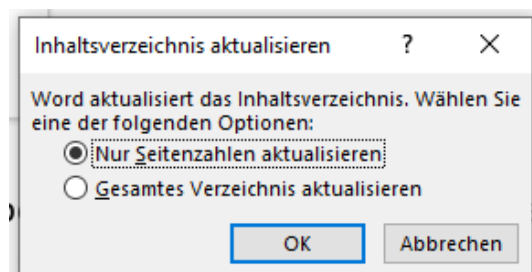 Inhaltsverzeichnis aktualisieren ?
Word aktualisiert das Inhaltsverzeichnis. Wählen Sie
eine der folgenden Optionen:
Nur Seitenzahlen aktualisieren
Gesamtes Verzeichnis aktualisieren
OK Abbrechen